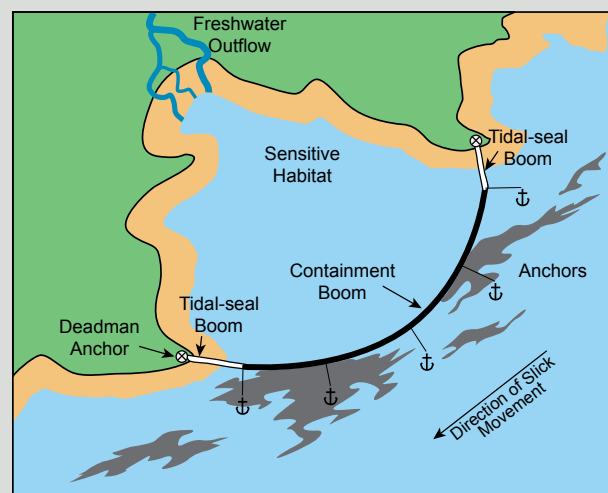 Freshwater
Outflow
Sensitive
Habitat
Tidal-seal
Boom
Containment
Boom
Anchors
Tidal-seal
Boom
Deadman
Anchor
Direction of Slick
Movement